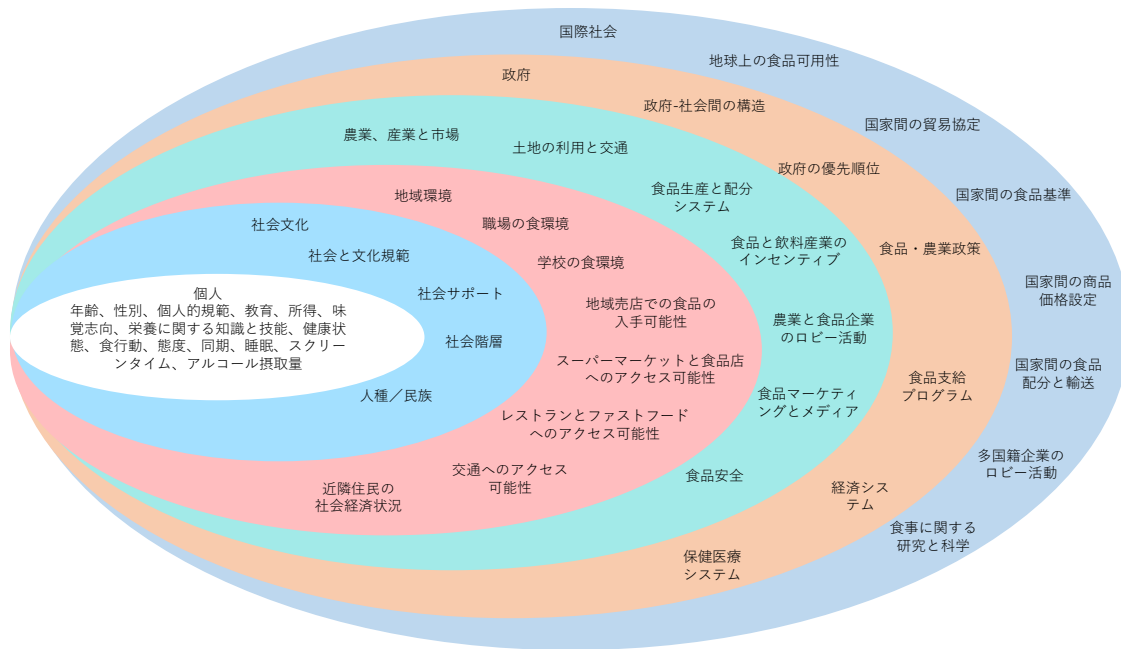 国際社会
地球上の食品可用性
国家間の貿易協定
国家間の食品基準
国家間の商品
価格設定
国家間の食品
配分と輸送
多国籍企業の
ロビー活動
食事に関する
研究と科学
政府
政府-社会間の構造
政府の優先順位
食品・農業政策
食品支給
プログラム
経済シス
テム
保健医療
システム
農業、産業と市場
土地の利用と交通
食品生産と配分
システム
食品と飲料産業の
インセンティブ
農業と食品企業
のロビー活動
食品マーケティ
ングとメディア
食品安全
地域環境
職場の食環境
学校の食環境
地域売店での食品の
入手可能性
スーパーマーケットと食品店
へのアクセス可能性
レストランとファストフード
へのアクセス可能性
交通へのアクセス
可能性
近隣住民の
社会経済状況
社会文化
社会と文化規範
社会サポート
社会階層
人種／民族
個人
年齢、性別、個人的規範、教育、所得、味
覚志向、栄養に関する知識と技能、健康状
態、食行動、態度、同期、睡眠、スクリー
ンタイム、アルコール摂取量